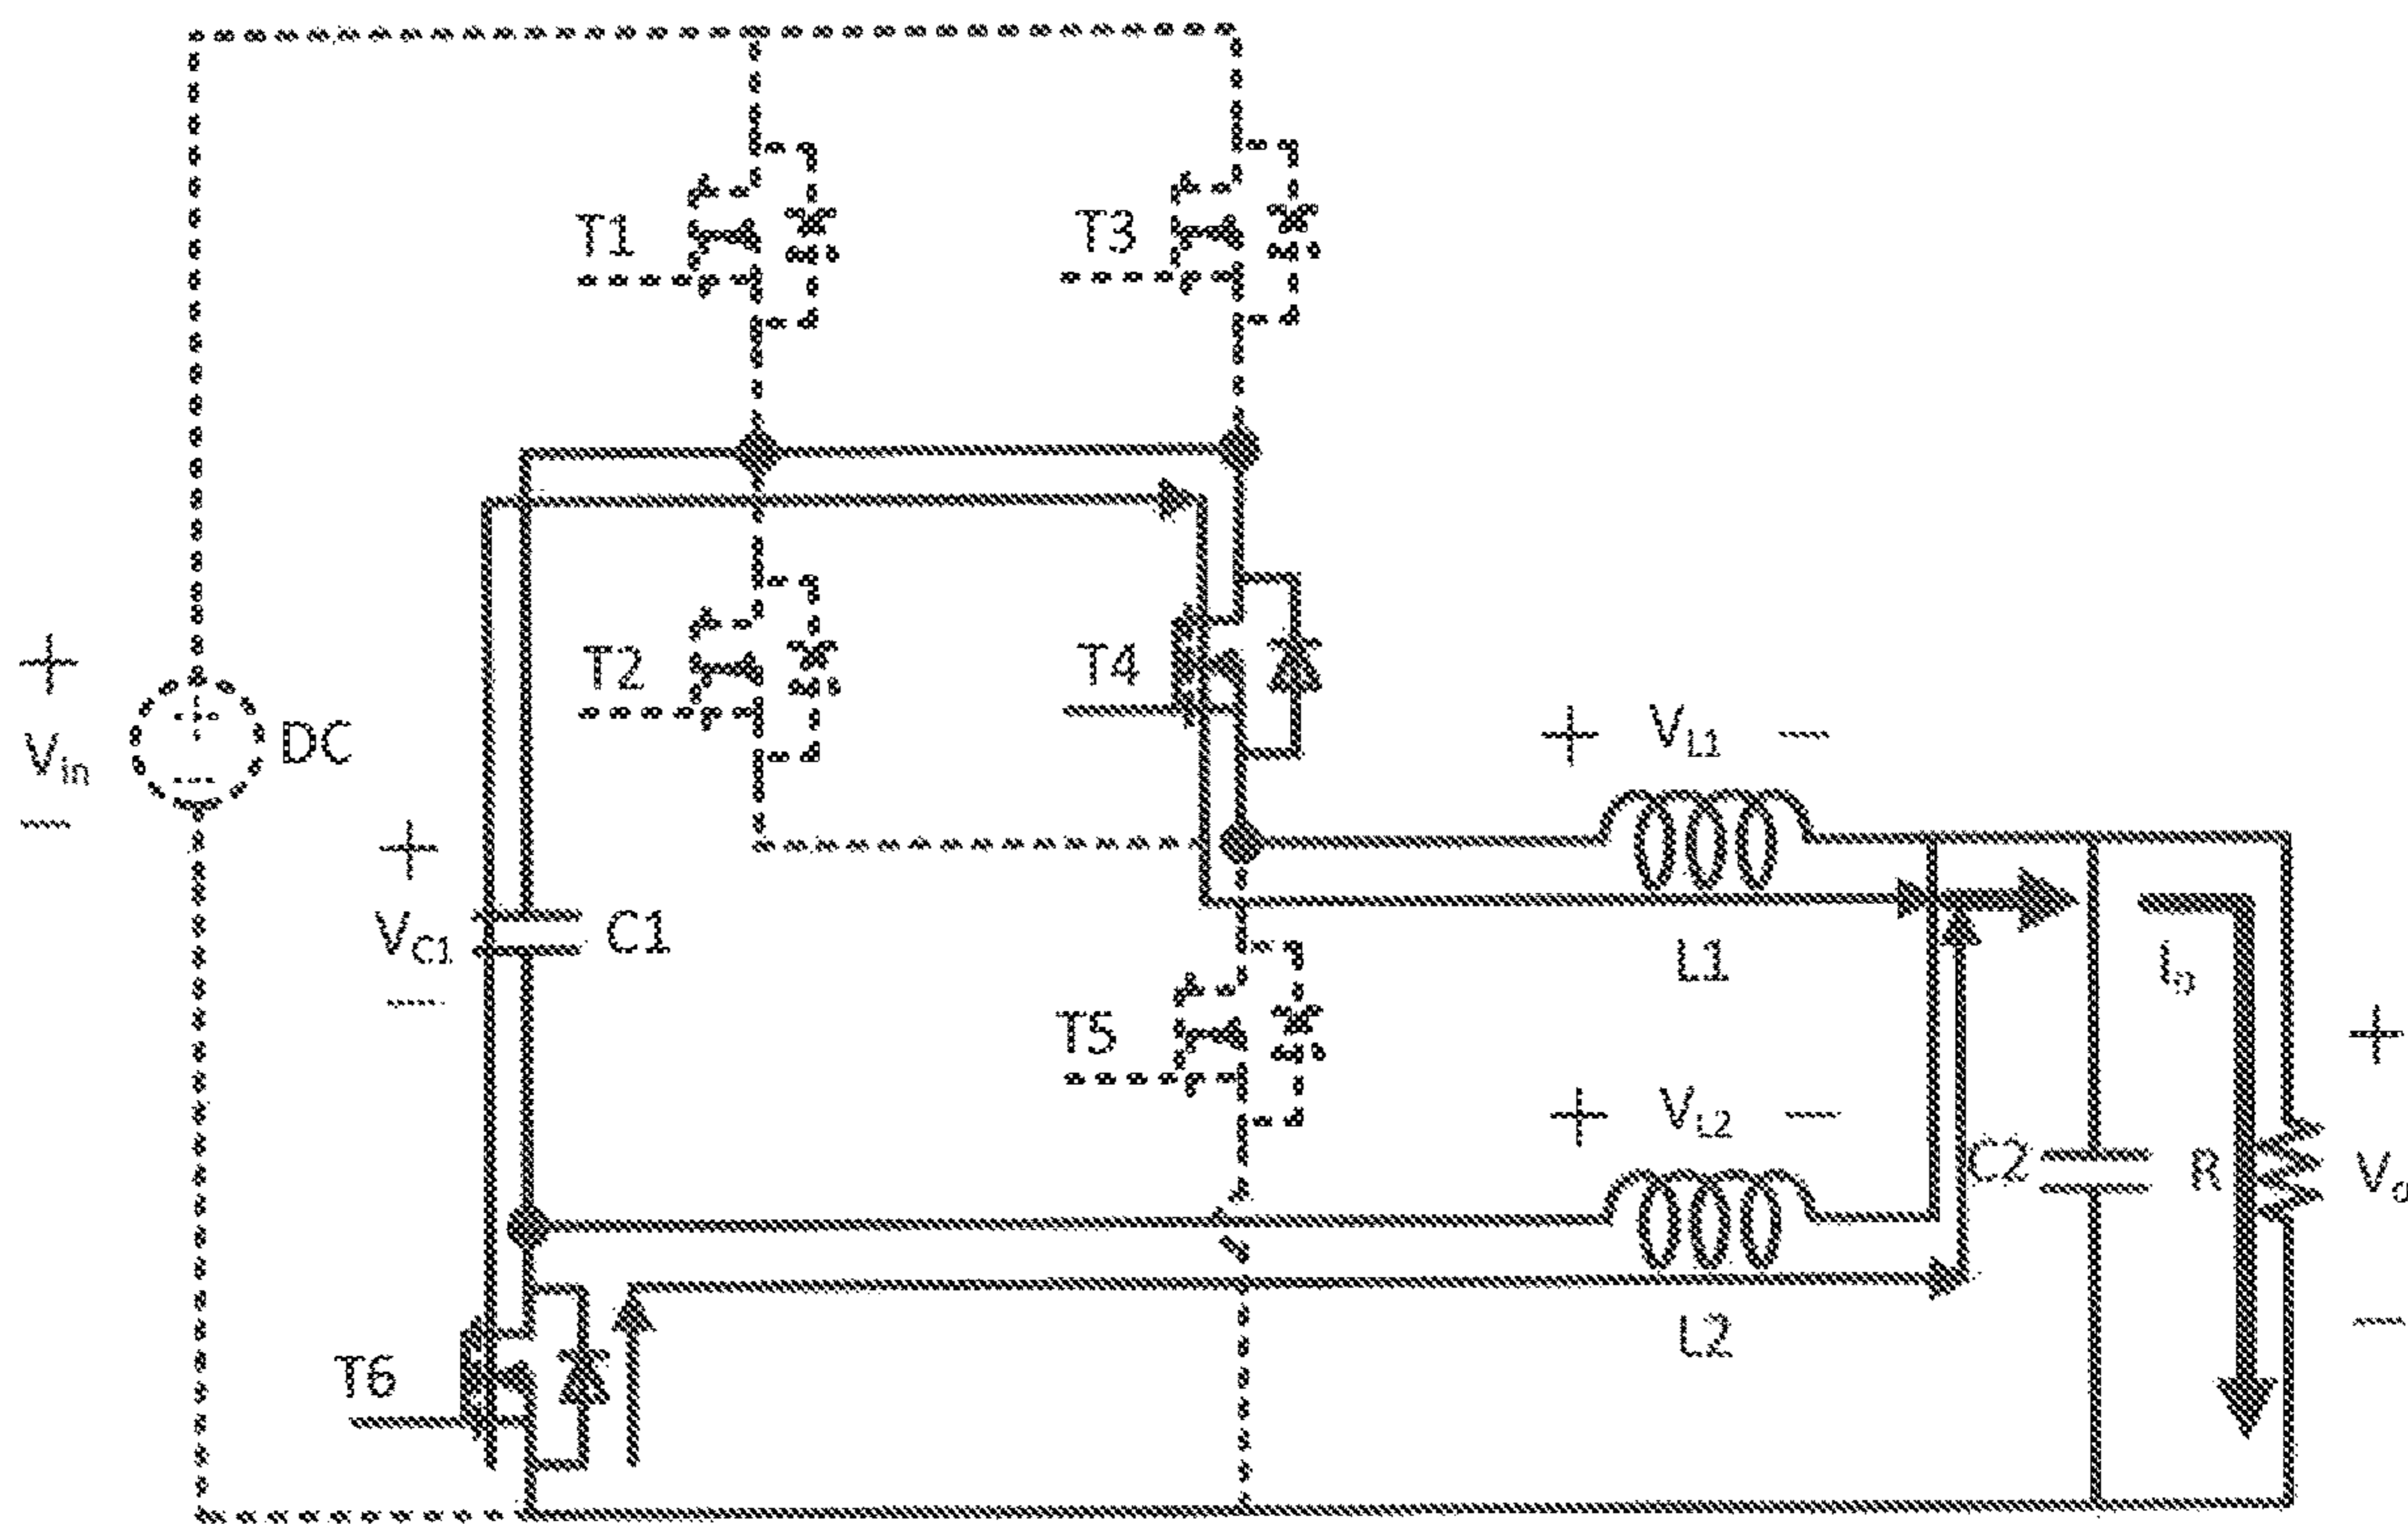 T1
T3
T2
T4
+
Vin
−
DC
+ VL1 −
+
VC1
−
C1
L1
Io
T5
+ VL2 −
C2
R
+
Vo
−
L2
T6